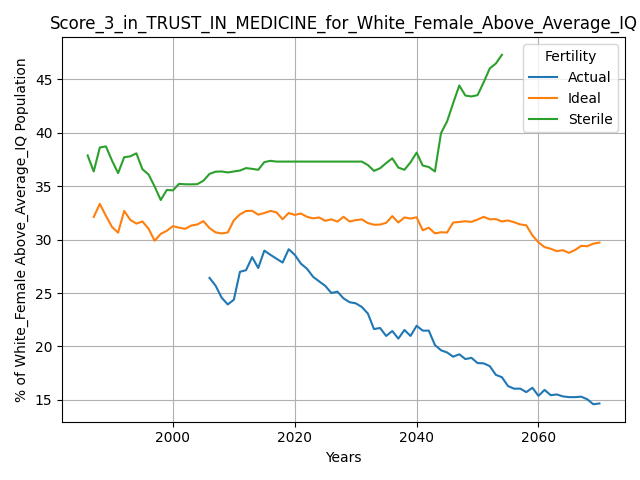 Score_3_in_TRUST_IN_MEDICINE_for_White_Female_Above_Average_IQ
% of White_Female Above_Average_IQ Population
45
40
35
30
25
20
15
Fertility
Actual
Ideal
Sterile
2000
2020
2040
2060
Years